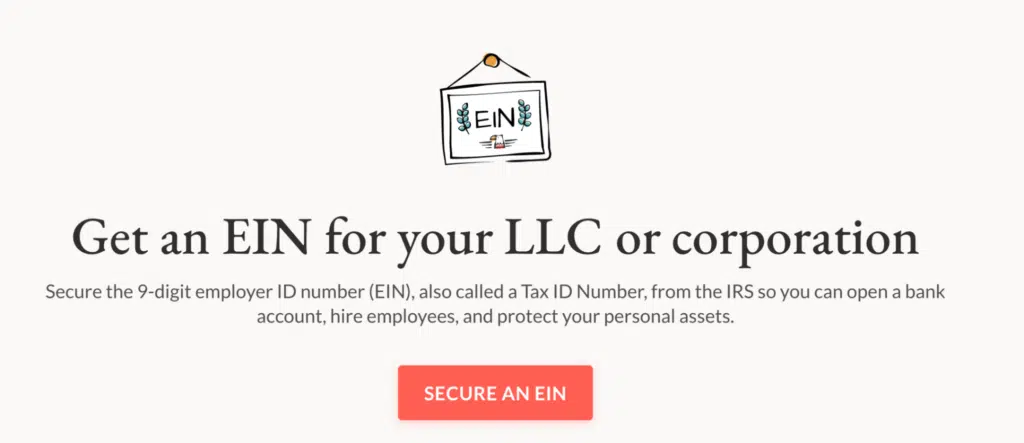 EIN
Get an EIN for your LLC or corporation
Secure the 9-digit employer ID number (EIN), also called a Tax ID Number, from the IRS so you can open a bank
account, hire employees, and protect your personal assets.
SECURE AN EIN